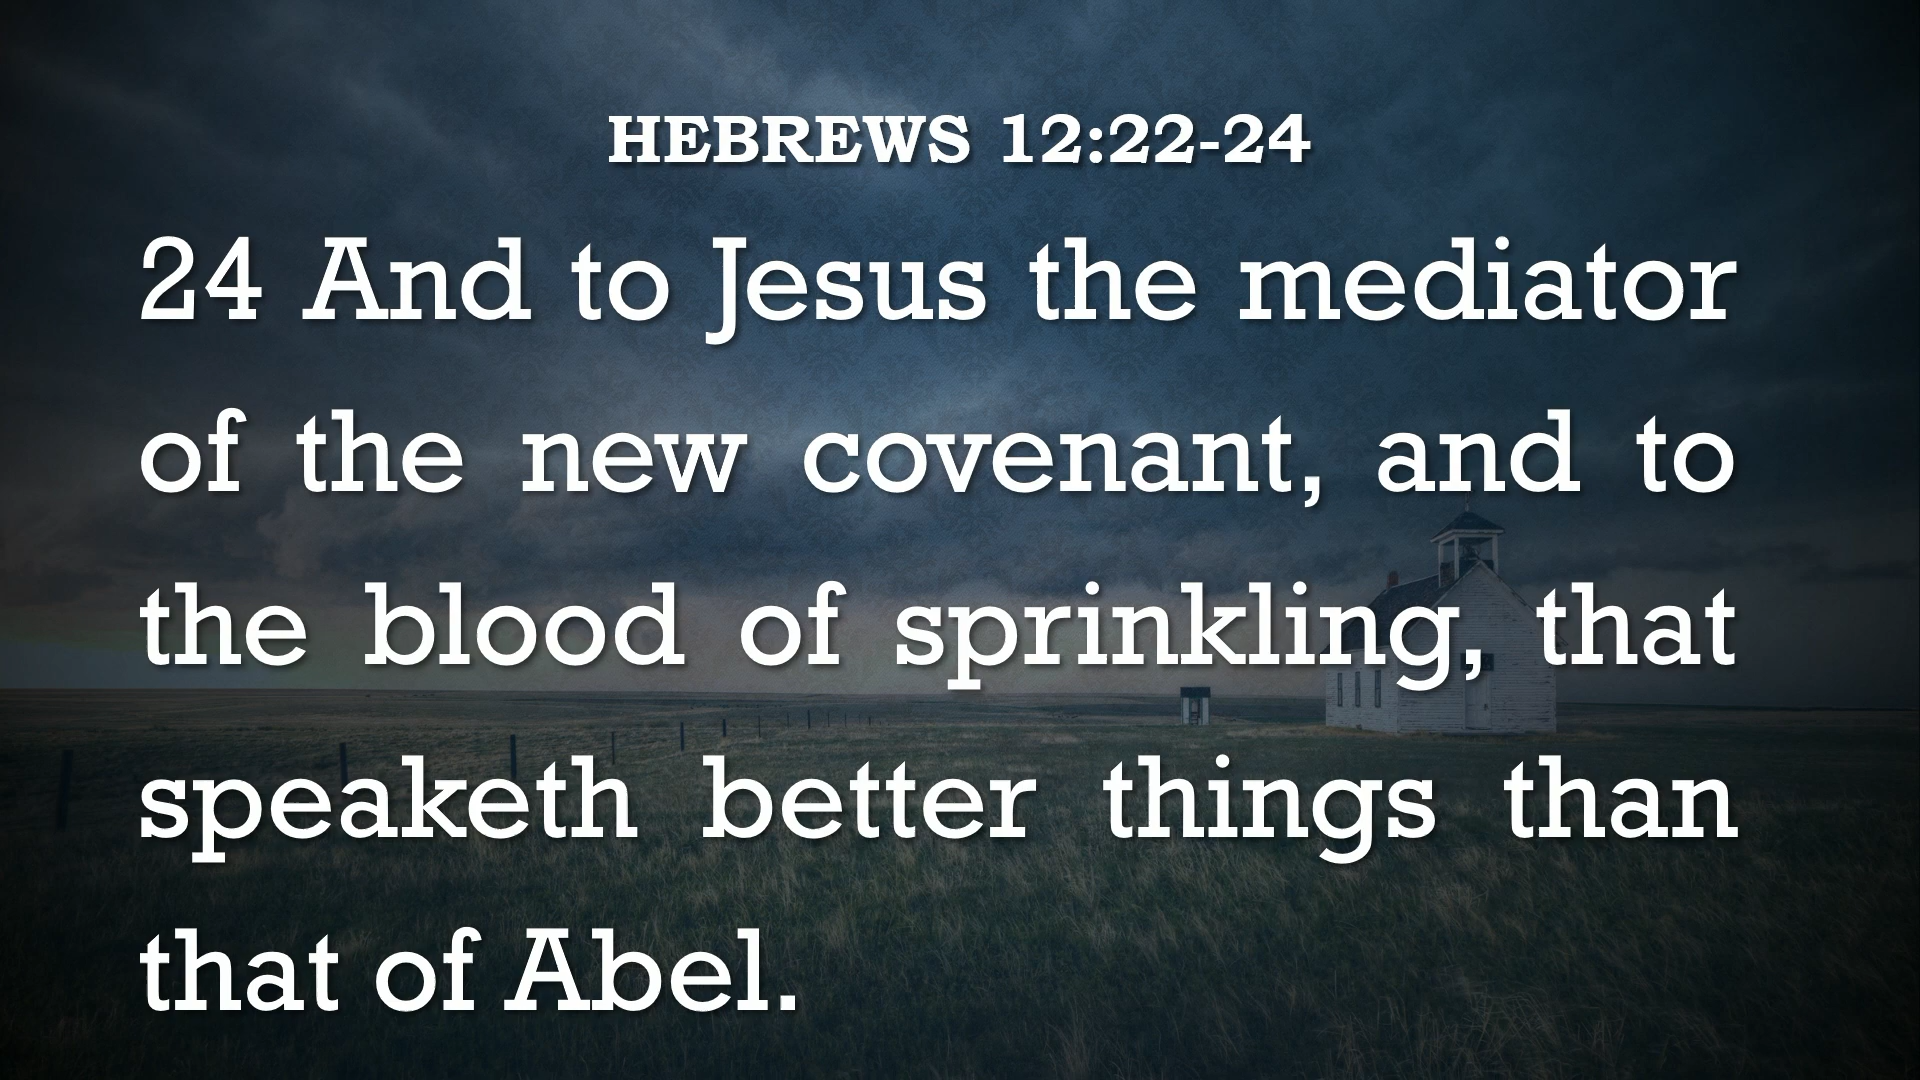 HEBREWS 12:22-24
24 And to Jesus the mediator
of the new covenant, and to
the blood of sprinkling, that
speaketh better things than
that of Abel.